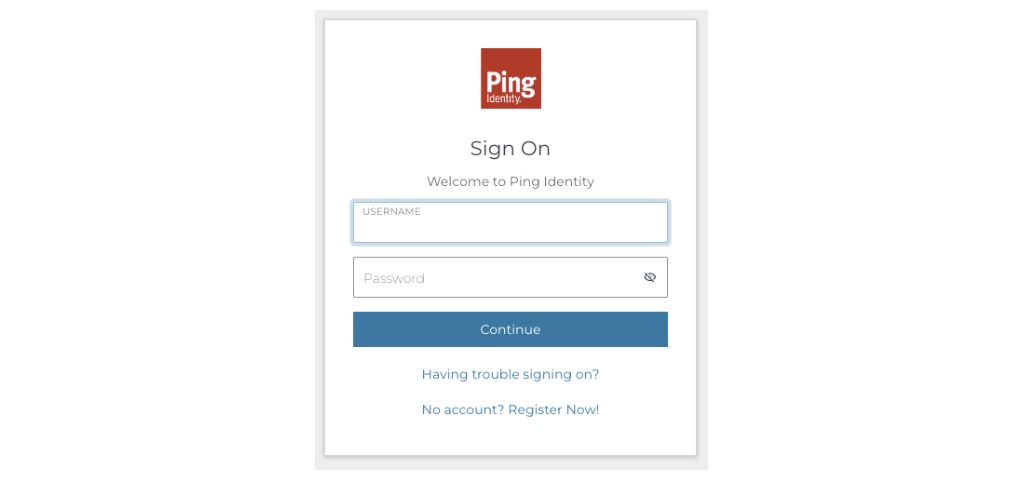 Ping
Identity.
Sign On
Welcome to Ping Identity
USERNAME
Password
Continue
Having trouble signing on?
No account? Register Now!